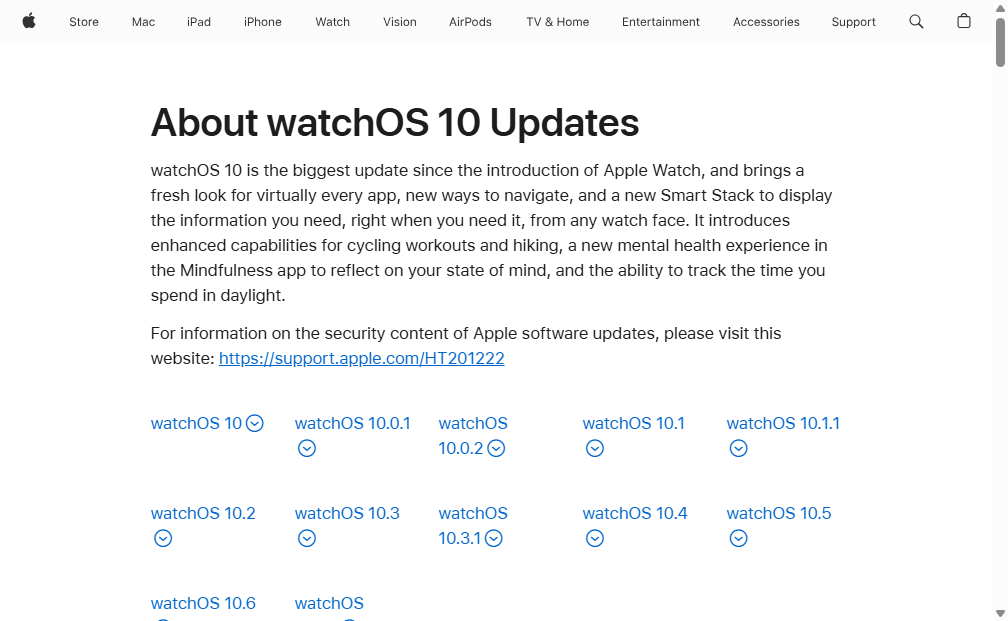 Store Mac iPad iPhone Watch Vision AirPods TV & Home Entertainment Accessories Support
About watchOS 10 Updates
watchOS 10 is the biggest update since the introduction of Apple Watch, and brings a
fresh look for virtually every app, new ways to navigate, and a new Smart Stack to display
the information you need, right when you need it, from any watch face. It introduces
enhanced capabilities for cycling workouts and hiking, a new mental health experience in
the Mindfulness app to reflect on your state of mind, and the ability to track the time you
spend in daylight.
For information on the security content of Apple software updates, please visit this
website: https://support.apple.com/HT201222
watchOS 10
watchOS 10.0.1
watchOS
10.0.2
watchOS 10.1
watchOS 10.1.1
watchOS 10.2
watchOS 10.3
watchOS
10.3.1
watchOS 10.4
watchOS 10.5
watchOS 10.6
watchOS